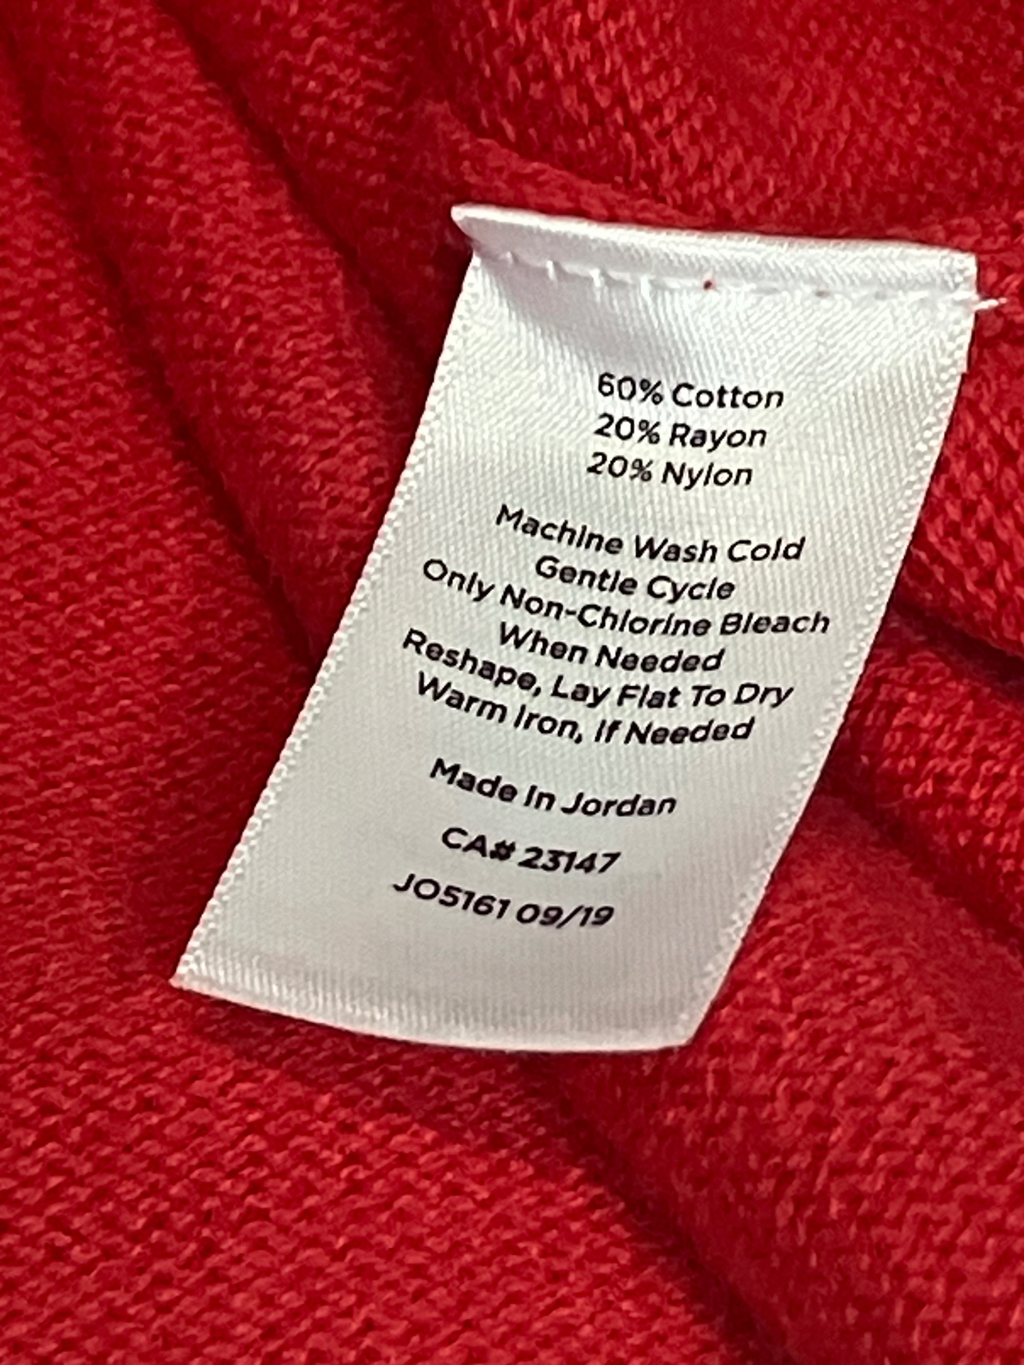 60% Cotton
20% Rayon
20% Nylon
Machine Wash Cold
Gentle Cycle
Only Non-Chlorine Bleach
When Needed
Reshape, Lay Flat To Dry
Warm Iron, If Needed
Made In Jordan
CA# 23147
JO5161 09/19